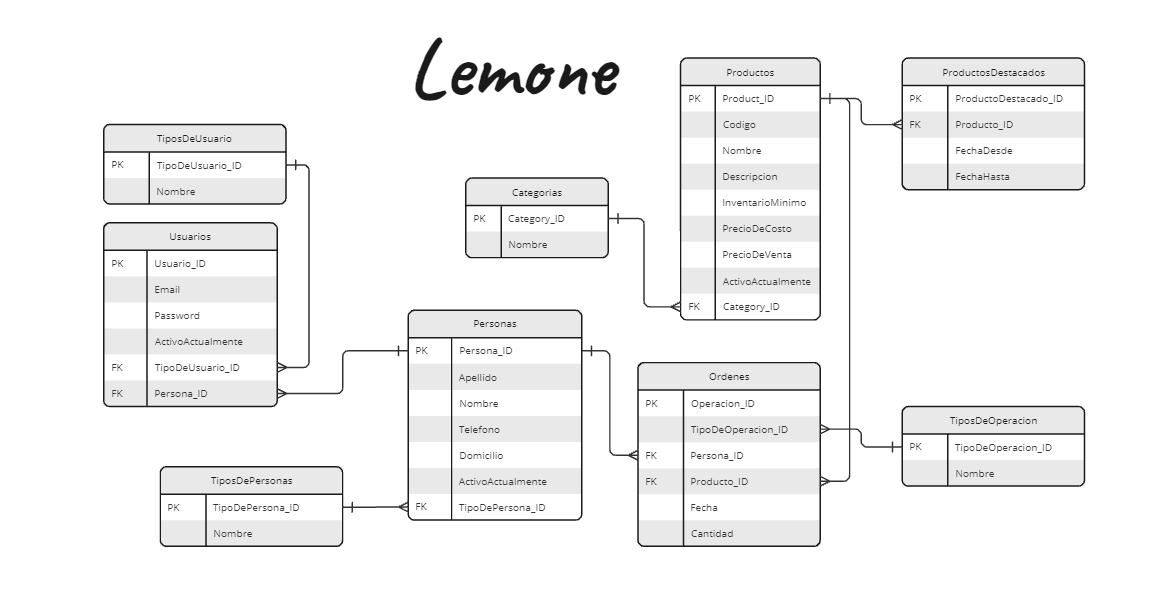 Lemone
TiposDeUsuario
PK TipoDeUsuario_ID
Nombre
Usuarios
PK Usuario_ID
Email
Password
ActivoActualmente
FK TipoDeUsuario_ID
FK Persona_ID
TiposDePersonas
PK TipoDePersona_ID
Nombre
Categorias
PK Category_ID
Nombre
Personas
PK Persona_ID
Apellido
Nombre
Telefono
Domicilio
ActivoActualmente
FK TipoDePersona_ID
Productos
PK Product_ID
Codigo
Nombre
Descripcion
InventarioMinimo
PrecioDeCosto
PrecioDeVenta
ActivoActualmente
FK Category_ID
Ordenes
PK Operacion_ID
TipoDeOperacion_ID
FK Persona_ID
FK Producto_ID
Fecha
Cantidad
ProductosDestacados
PK ProductoDestacado_ID
FK Producto_ID
FechaDesde
FechaHasta
TiposDeOperacion
PK TipoDeOperacion_ID
Nombre